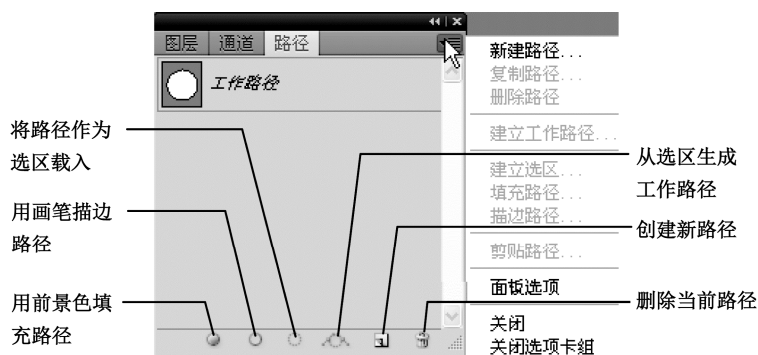 图层 通道 路径
工作路径
新建路径...
复制路径...
删除路径
建立工作路径...
建立选区...
填充路径...
描边路径...
剪贴路径...
面板选项
关闭
关闭选项卡组
将路径作为
选区载入
用画笔描边
路径
用前景色填
充路径
从选区生成
工作路径
创建新路径
删除当前路径